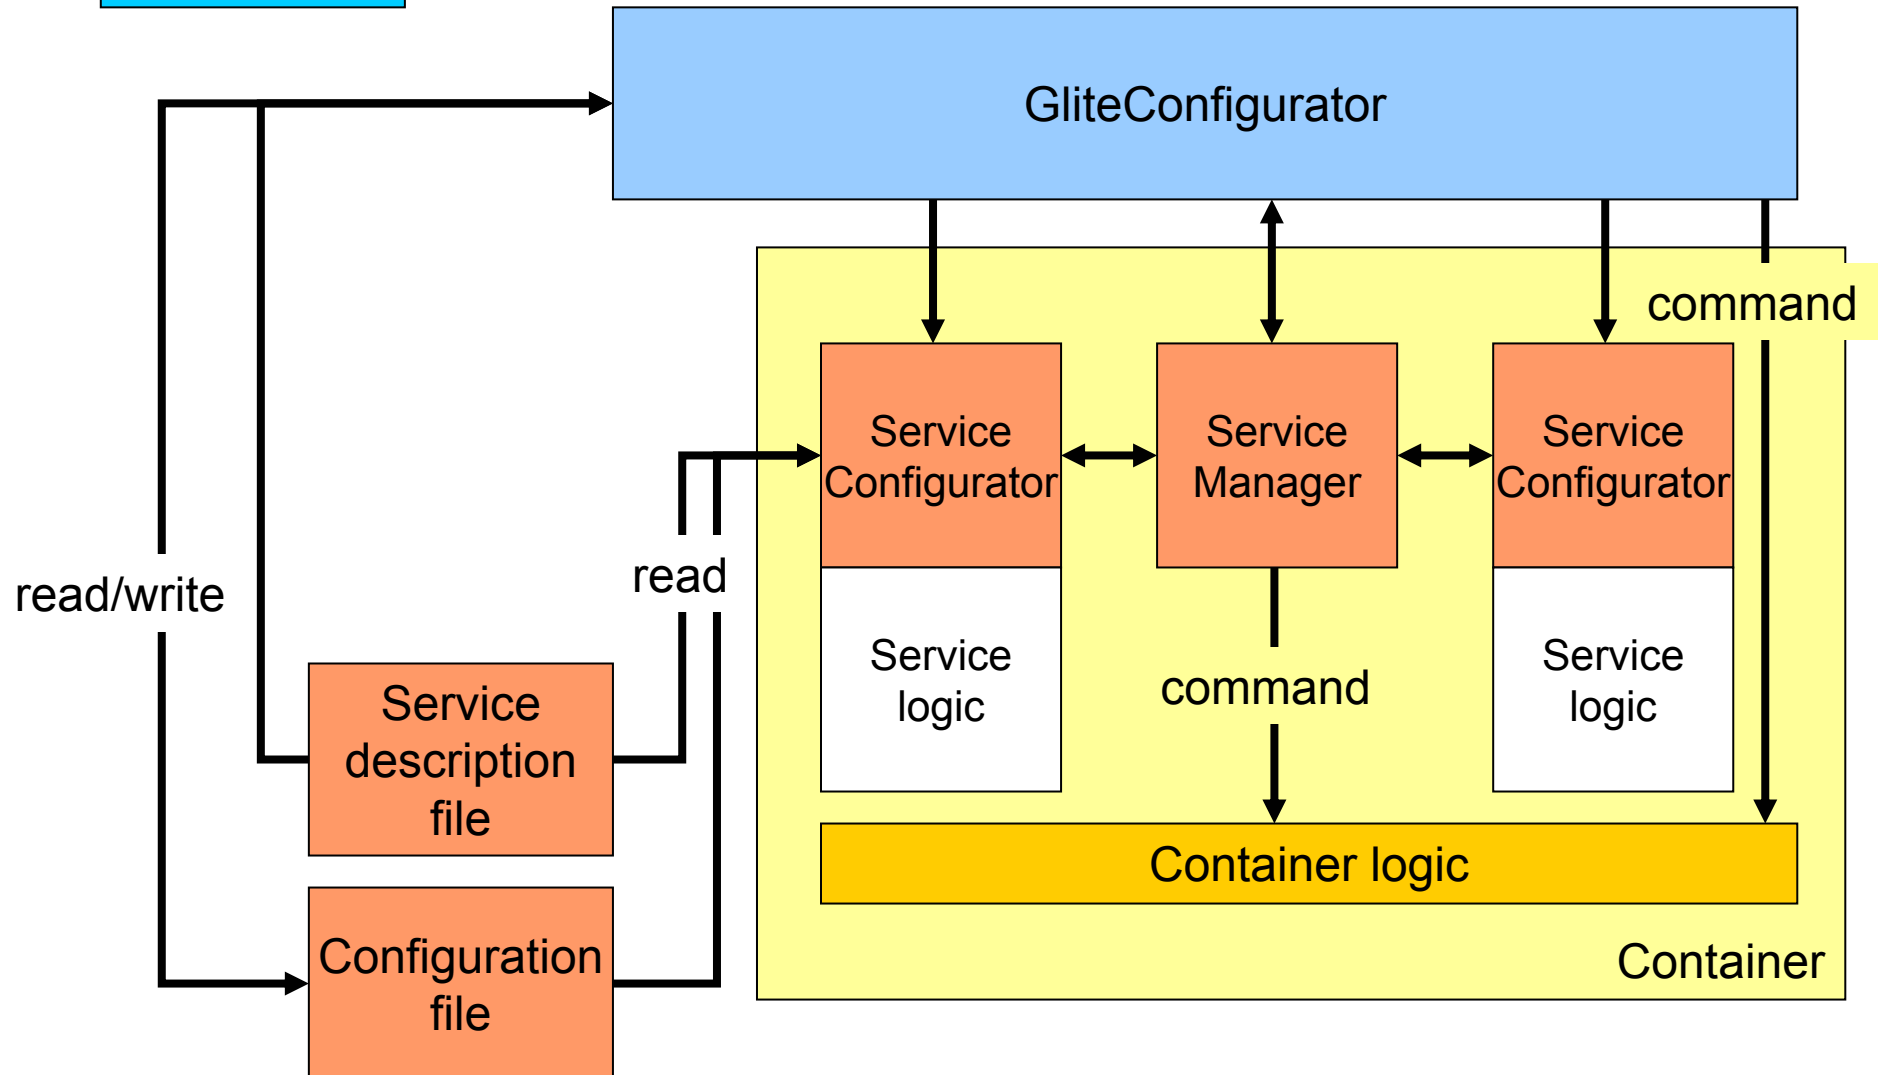 GliteConfigurator
command
Service
Configurator
Service
Manager
Service
Configurator
read
read/write
Service
logic
command
Service
logic
Service
description
file
Container logic
Configuration
file
Container